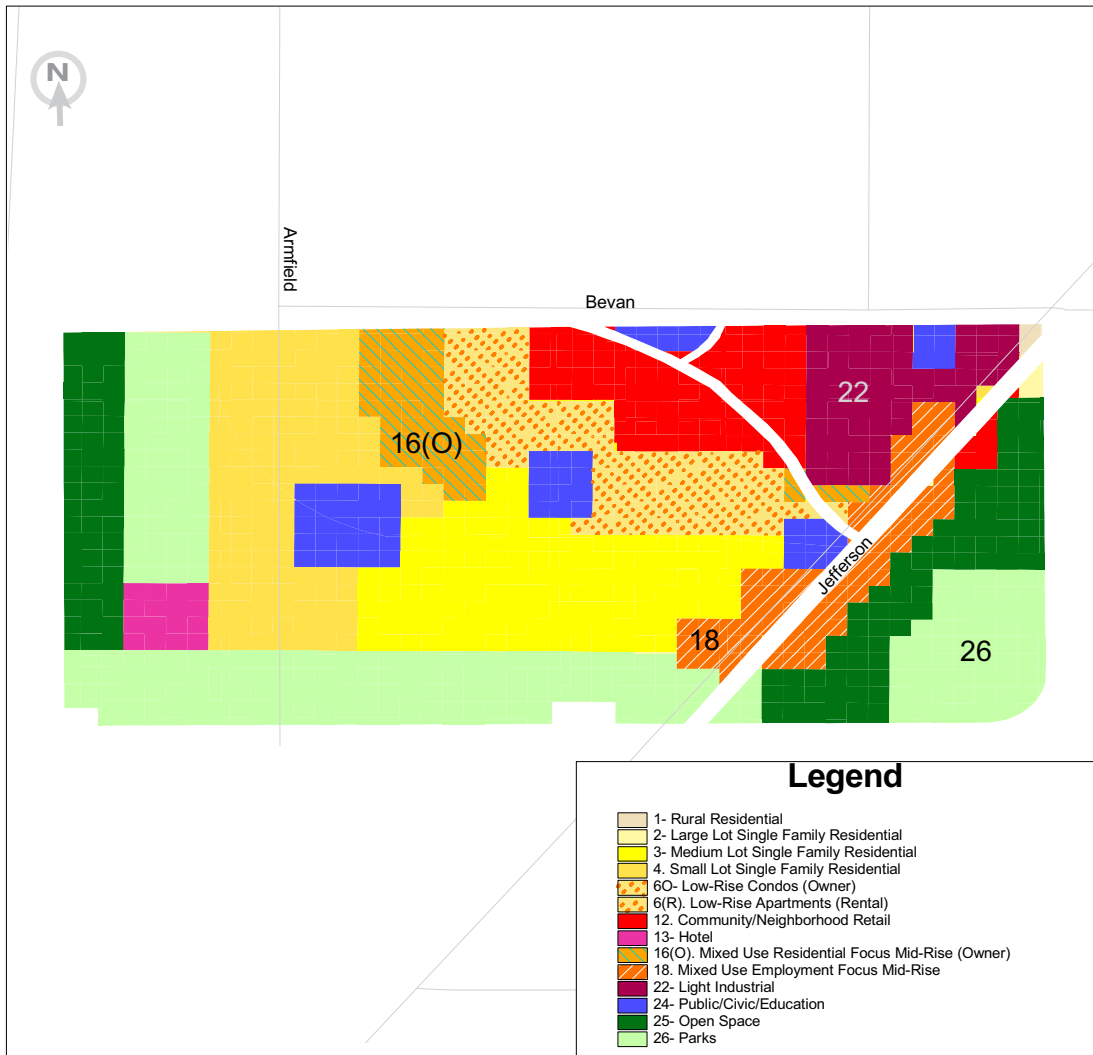 N
Armfield
Bevan
22
16(O)
Jefferson
18
26
Legend
1- Rural Residential
2- Large Lot Single Family Residential
3- Medium Lot Single Family Residential
4. Small Lot Single Family Residential
6O- Low-Rise Condos (Owner)
6(R). Low-Rise Apartments (Rental)
12. Community/Neighborhood Retail
13- Hotel
16(O). Mixed Use Residential Focus Mid-Rise (Owner)
18. Mixed Use Employment Focus Mid-Rise
22- Light Industrial
24- Public/Civic/Education
25- Open Space
26- Parks